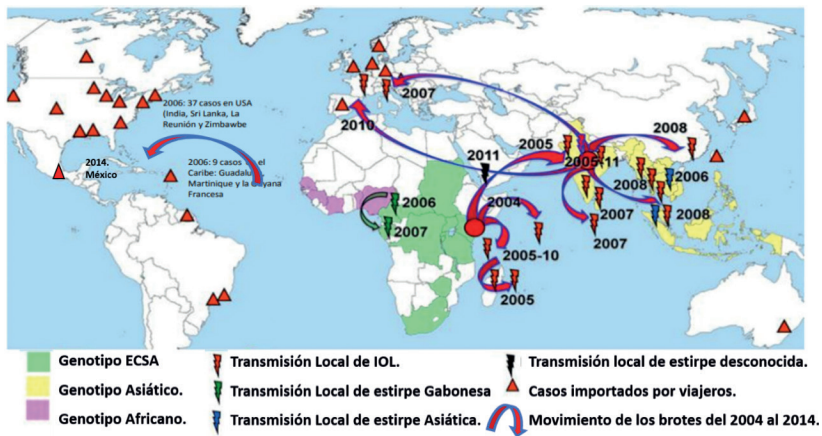 2006: 37 casos en USA
(India, Sri Lanka, La
Reunión y Zimbawbe
2014.
México
2006: 9 casos
el
Caribe: Guadalu
Martinique y la
uyana
Francesa
2007
2010
2011
2005
2005-11
2008
2008
2006
2007
2007
2008
2006
2007
2004
2005-10
2005
Genotipo ECSA
Genotipo Asiático.
Genotipo Africano.
Transmisión Local de IOL.
Transmisión Local de estirpe Gabonesa
Transmisión Local de estirpe Asiática.
Transmisión local de estirpe desconocida.
Casos importados por viajeros.
Movimiento de los brotes del 2004 al 2014.